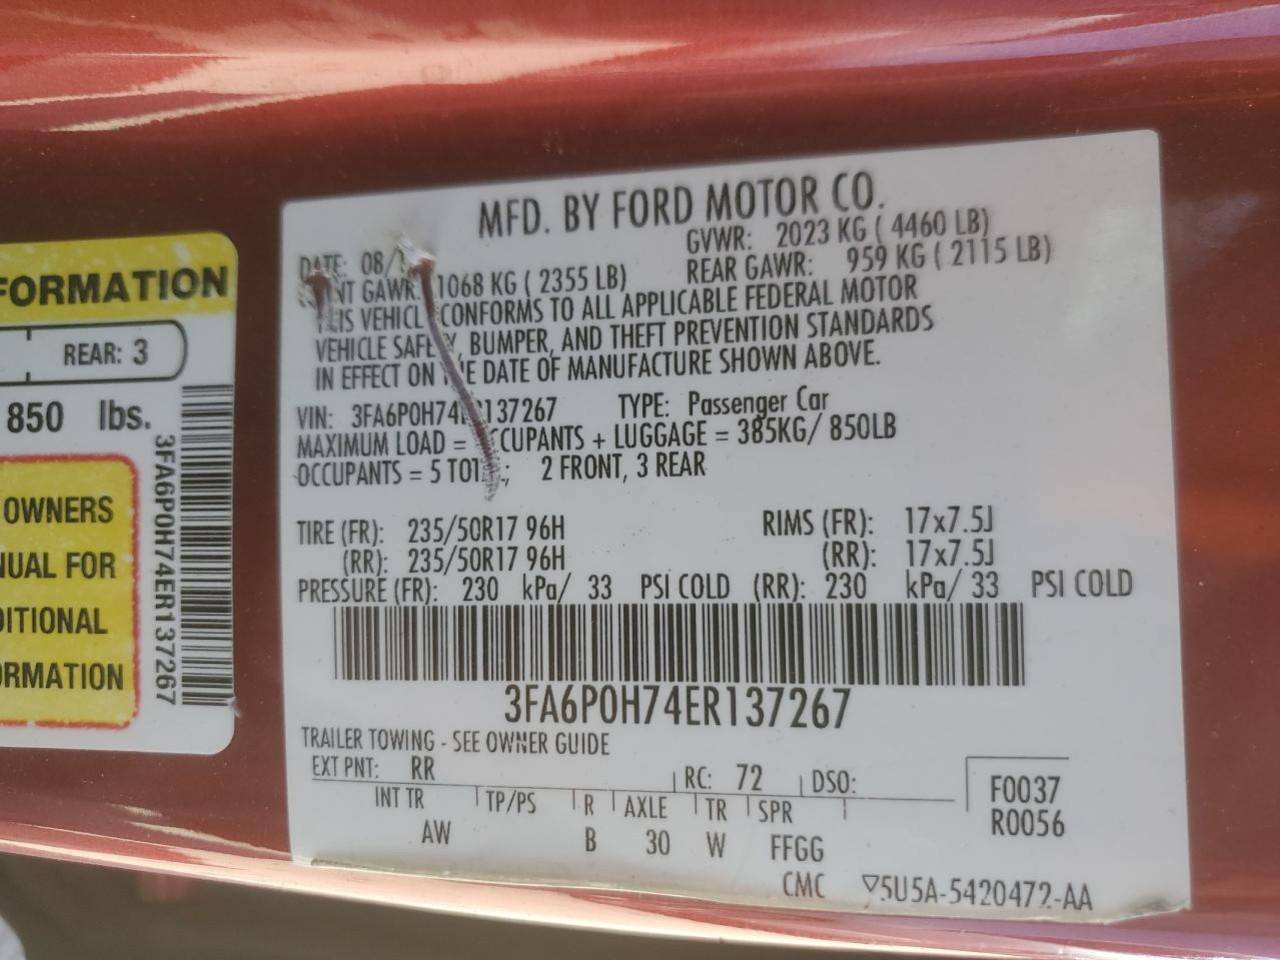 FORMATION
REAR: 3
850 lbs.
OWNERS
NUAL FOR
DITIONAL
ORMATION
3FA6P0H74ER137267
MFD. BY FORD MOTOR CO.
DATE: 08/ GVWR: 2023 KG ( 4460 LB)
GAWR: 1068 KG ( 2355 LB) REAR GAWR: 959 KG ( 2115 LB)
THIS VEHICLE CONFORMS TO ALL APPLICABLE FEDERAL MOTOR
VEHICLE SAFETY, BUMPER, AND THEFT PREVENTION STANDARDS
IN EFFECT ON THE DATE OF MANUFACTURE SHOWN ABOVE.
VIN: 3FA6P0H74ER137267 TYPE: Passenger Car
MAXIMUM LOAD = OCCUPANTS + LUGGAGE = 385KG/ 850LB
OCCUPANTS = 5 TOTAL; 2 FRONT, 3 REAR
TIRE (FR): 235/50R17 96H RIMS (FR): 17x7.5J
(RR): 235/50R17 96H (RR): 17x7.5J
PRESSURE (FR): 230 kPa/ 33 PSI COLD (RR): 230 kPa/ 33 PSI COLD
3FA6P0H74ER137267
TRAILER TOWING - SEE OWNER GUIDE
EXT PNT: RR RC: 72 DSO:
INT TR TP/PS R AXLE TR SPR
AW B 30 W FFGG
F0037
R0056
CMC ▽5U5A-5420472-AA